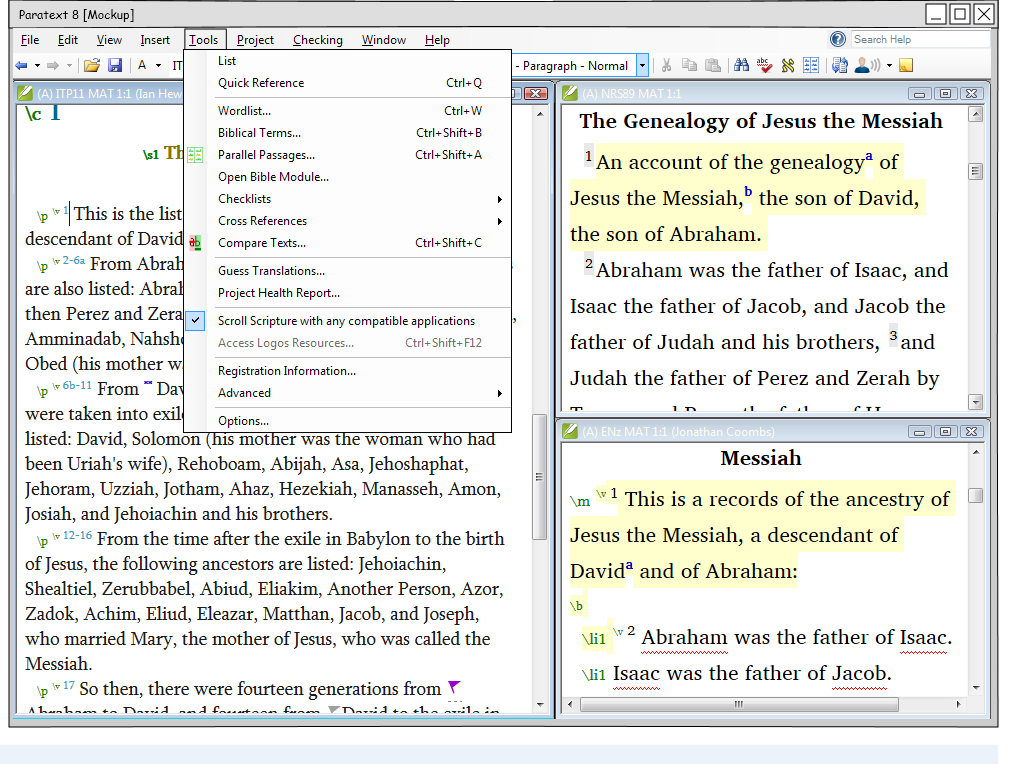 Paratext 8 [Mockup]
File Edit View Insert Tools Project Checking Window Help
Search Help
A
- Paragraph - Normal
List
Quick Reference Ctrl+Q
Wordlist... Ctrl+W
Biblical Terms... Ctrl+Shift+B
Parallel Passages... Ctrl+Shift+A
Open Bible Module...
Checklists
Cross References
Compare Texts... Ctrl+Shift+C
Guess Translations...
Project Health Report...
Scroll Scripture with any compatible applications
Access Logos Resources... Ctrl+Shift+F12
Registration Information...
Advanced
Options...
(A) ITP11 MAT 1:1 (Ian Hew
\c 1
\s1 Th
\p \v 1 This is the list
descendant of David
\p \v 2-6a From Abrah
are also listed: Abrah
then Perez and Zera
Amminadab, Nahsho
Obed (his mother w
\p \v 6b-11 From Dav
were taken into exile
listed: David, Solomon (his mother was the woman who had
been Uriah's wife), Rehoboam, Abijah, Asa, Jehoshaphat,
Jehoram, Uzziah, Jotham, Ahaz, Hezekiah, Manasseh, Amon,
Josiah, and Jehoiachin and his brothers.
\p \v 12-16 From the time after the exile in Babylon to the birth
of Jesus, the following ancestors are listed: Jehoiachin,
Shealtiel, Zerubbabel, Abiud, Eliakim, Another Person, Azor,
Zadok, Achim, Eliud, Eleazar, Matthan, Jacob, and Joseph,
who married Mary, the mother of Jesus, who was called the
Messiah.
\p \v 17 So then, there were fourteen generations from
Abraham to David, and fourteen from David to the exile in
(A) NRS89 MAT 1:1
The Genealogy of Jesus the Messiah
1 An account of the genealogy a of
Jesus the Messiah, b the son of David,
the son of Abraham.
2 Abraham was the father of Isaac, and
Isaac the father of Jacob, and Jacob the
father of Judah and his brothers, 3 and
Judah the father of Perez and Zerah by
(A) ENz MAT 1:1 (Jonathan Coombs)
Messiah
\m \v 1 This is a records of the ancestry of
Jesus the Messiah, a descendant of
David a and of Abraham:
\b
\li1 \v 2 Abraham was the father of Isaac.
\li1 Isaac was the father of Jacob.